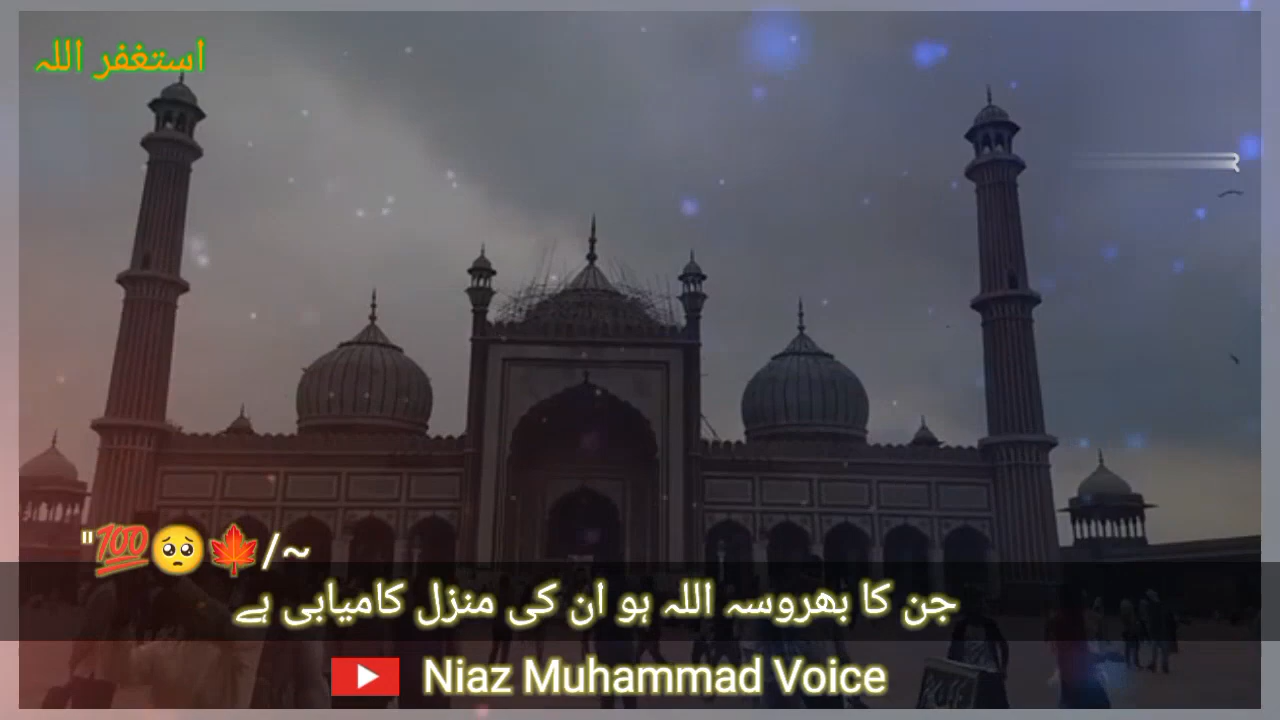 استغفر اللہ
"💯🥺🍁/~
جن کا بھروسہ اللہ ہو ان کی منزل کامیابی ہے
Niaz Muhammad Voice